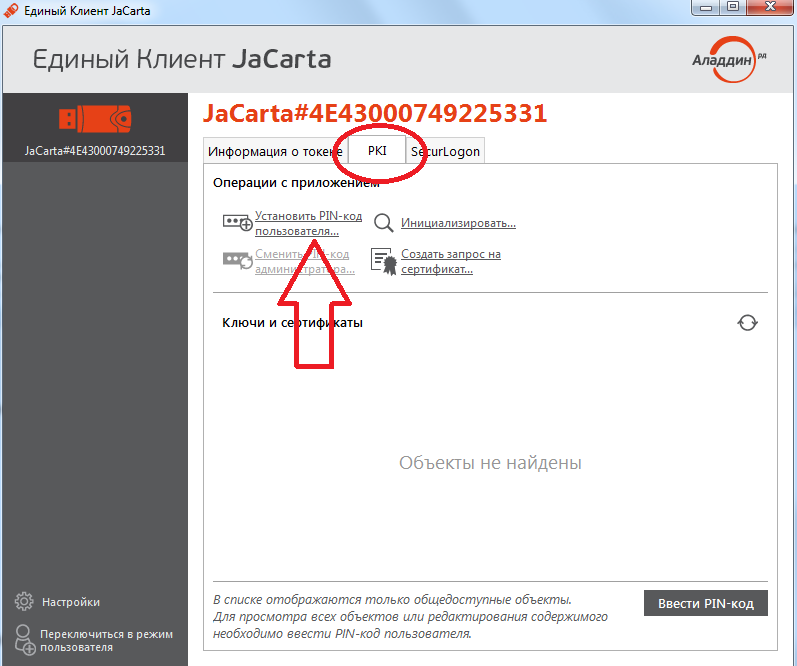 Единый Клиент JaCarta
Единый Клиент JaCarta
Аладдин РД
JaCarta#4E43000749225331
JaCarta#4E43000749225331
Информация о токене
PKI
SecurLogon
Операции с приложением
Установить PIN-код
пользователя...
Инициализировать...
Сменить PIN-код
администратора...
Создать запрос на
сертификат...
Ключи и сертификаты
Объекты не найдены
Настройки
Переключиться в режим
пользователя
В списке отображаются только общедоступные объекты.
Для просмотра всех объектов или редактирования содержимого
необходимо ввести PIN-код пользователя.
Ввести PIN-код